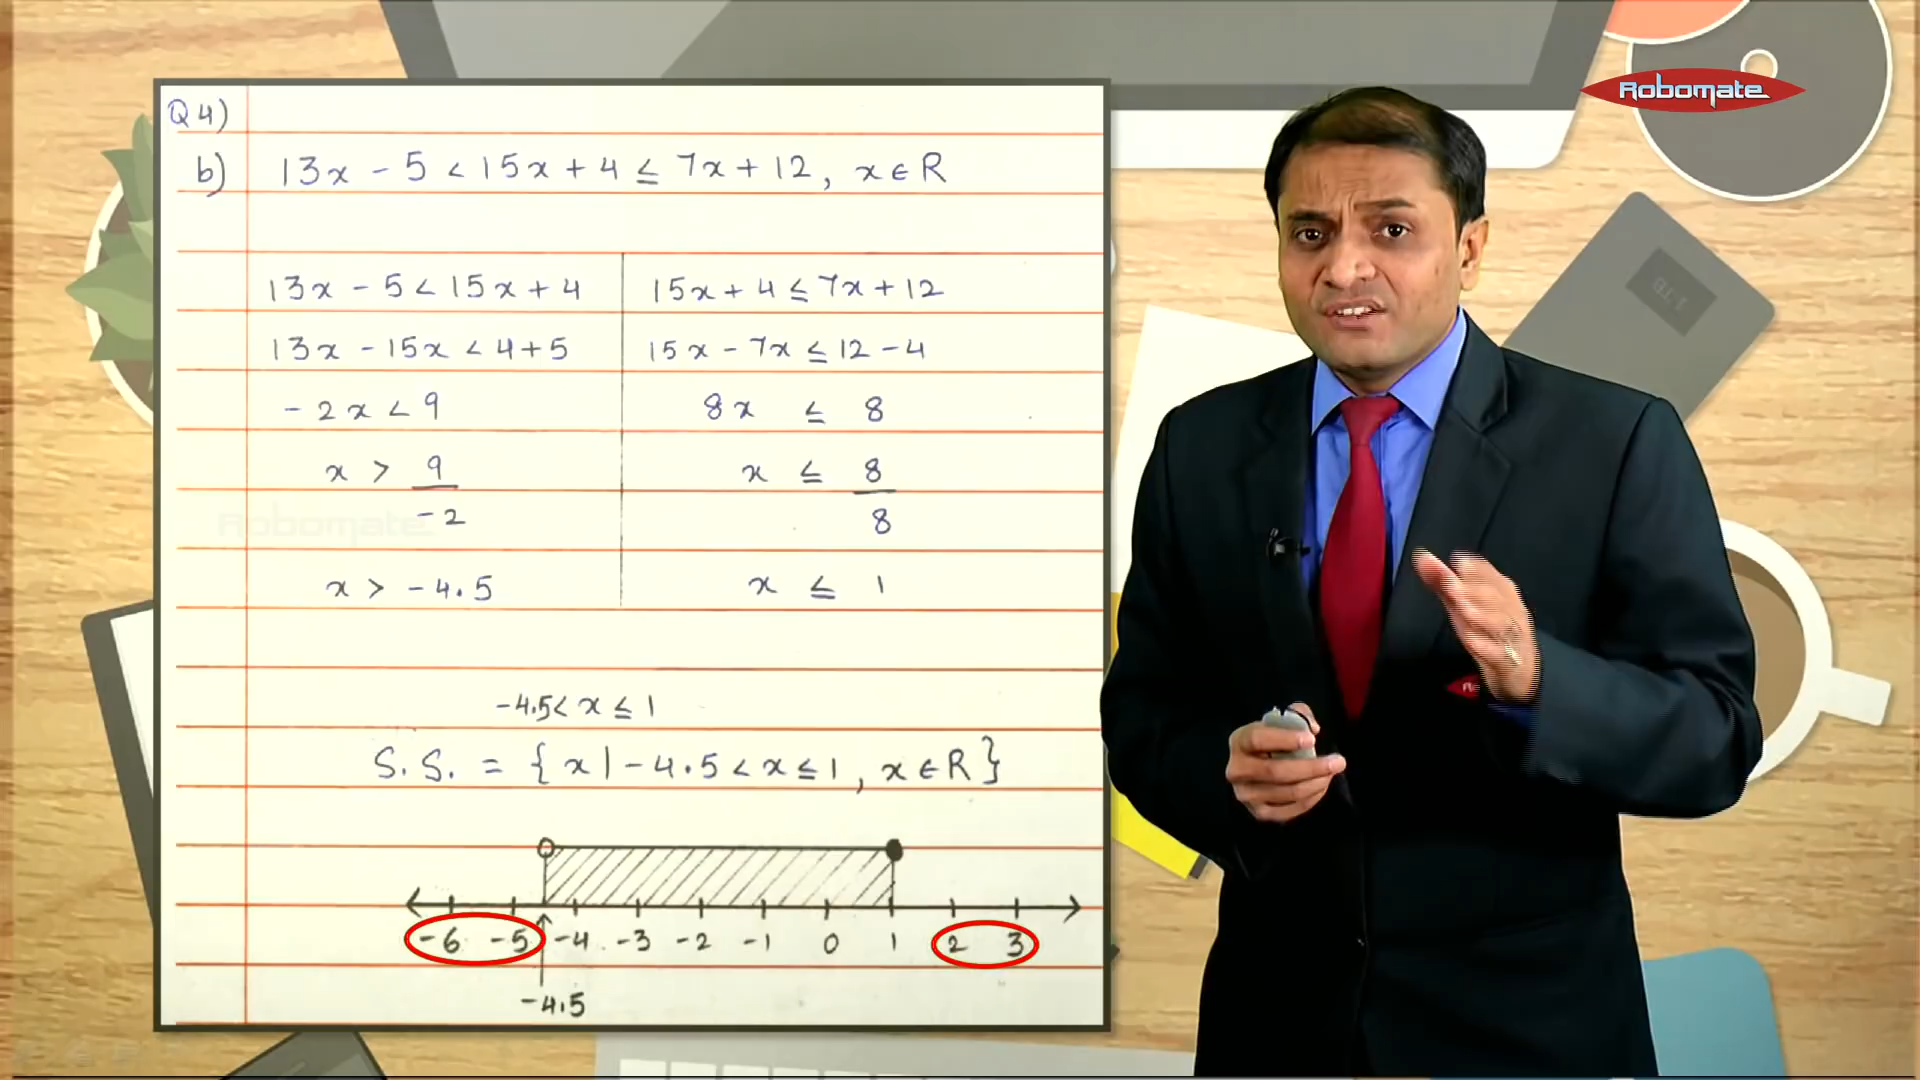 Robomate
Q4)
b) 13x - 5 < 15x + 4 ≤ 7x + 12, x ∈ R
13x - 5 < 15x + 4
13x - 15x < 4 + 5
- 2x < 9
x > 9
- 2
x > - 4.5
15x + 4 ≤ 7x + 12
15x - 7x ≤ 12 - 4
8x ≤ 8
x ≤ 8
8
x ≤ 1
Robomate
-4.5 < x ≤ 1
S.S. = { x | - 4.5 < x ≤ 1, x ∈ R }
-6 -5 -4 -3 -2 -1 0 1 2 3
-4.5